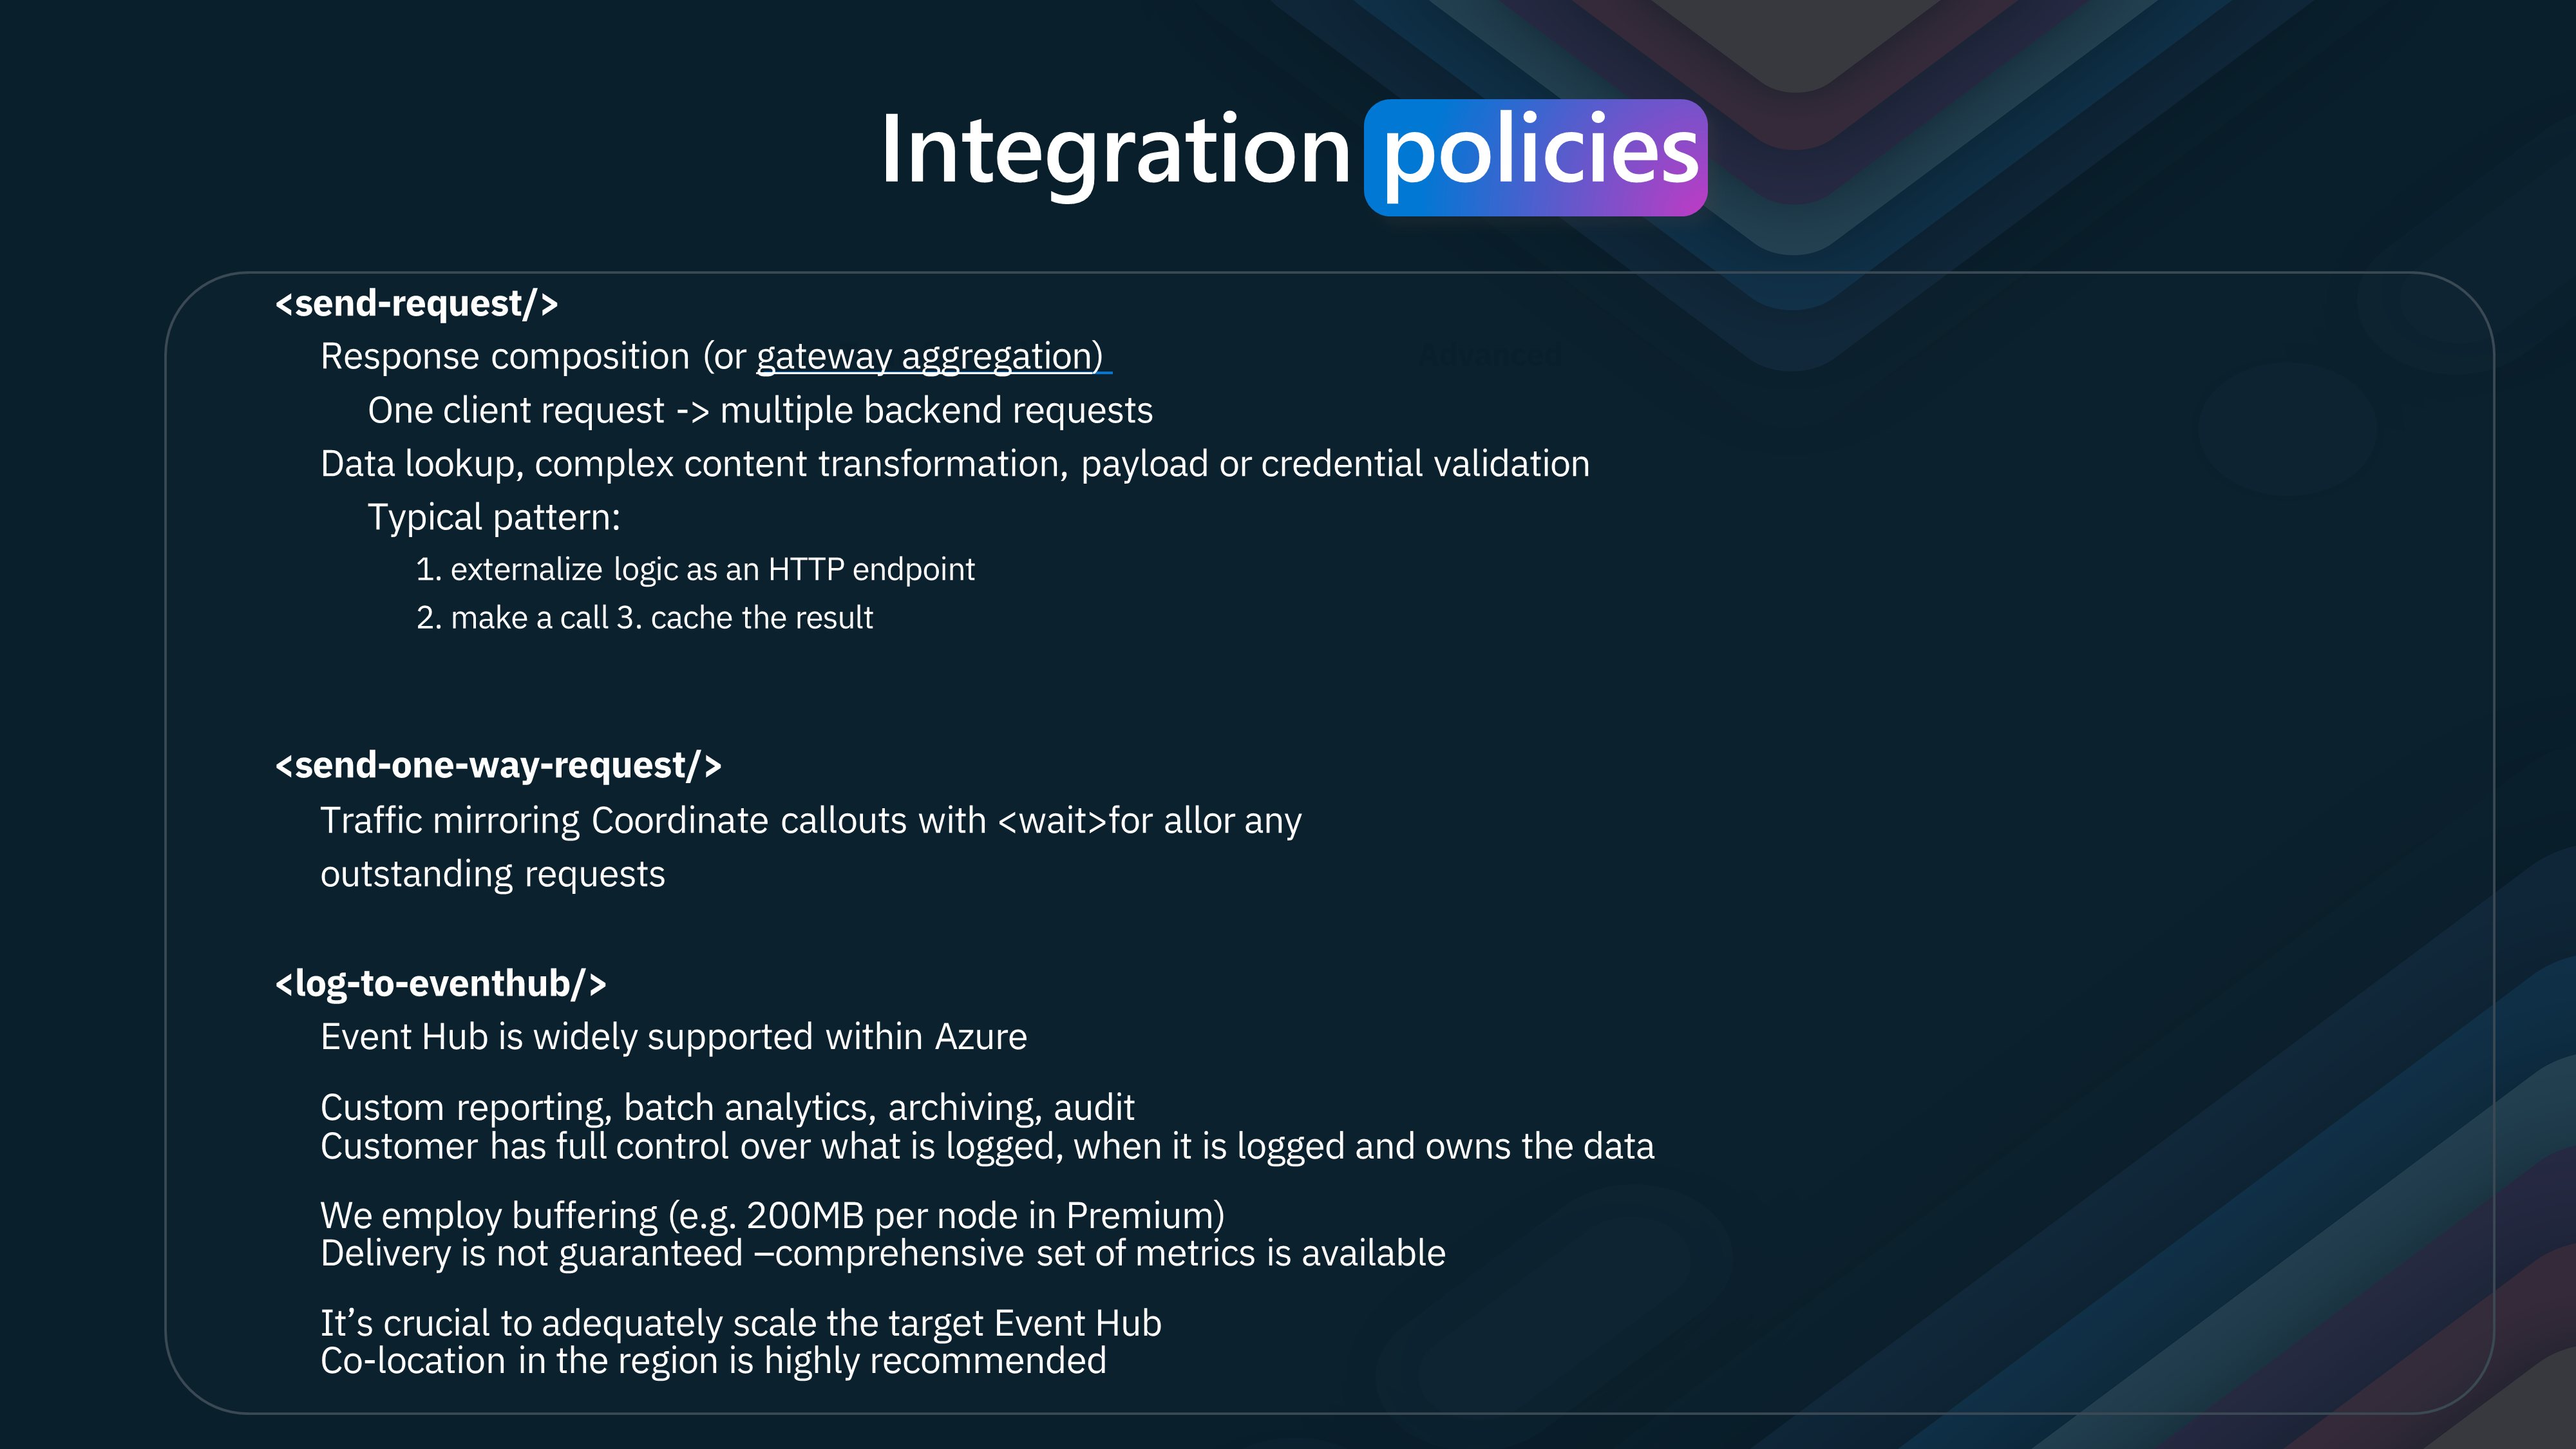 Integration policies
<send-request/>
Response composition (or gateway aggregation)
Advanced
One client request -> multiple backend requests
Data lookup, complex content transformation, payload or credential validation
Typical pattern:
1. externalize logic as an HTTP endpoint
2. make a call 3. cache the result
<send-one-way-request/>
Traffic mirroring Coordinate callouts with <wait>for allor any
outstanding requests
<log-to-eventhub/>
Event Hub is widely supported within Azure
Custom reporting, batch analytics, archiving, audit
Customer has full control over what is logged, when it is logged and owns the data
We employ buffering (e.g. 200MB per node in Premium)
Delivery is not guaranteed –comprehensive set of metrics is available
It’s crucial to adequately scale the target Event Hub
Co-location in the region is highly recommended